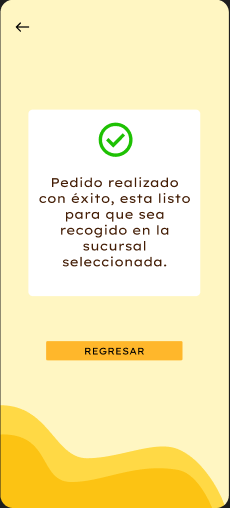 Pedido realizado
con éxito, esta listo
para que sea
recogido en la
sucursal
seleccionada.
REGRESAR